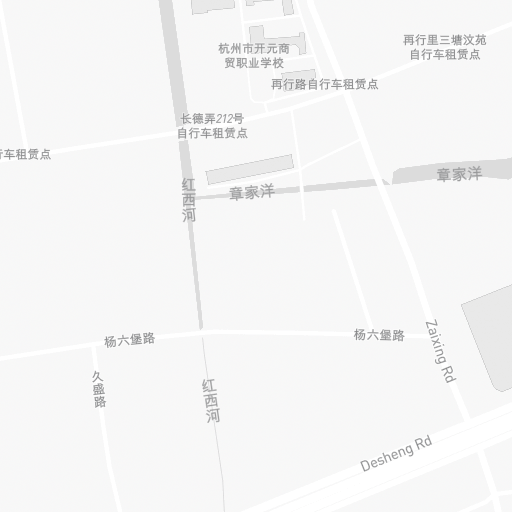 杭州市开元商
贸职业学校
再行里三塘汶苑
自行车租赁点
再行路自行车租赁点
长德弄212号
自行车租赁点
行车租赁点
章家洋
红西河
章家洋
杨六堡路
杨六堡路
Zaixing Rd
久盛路
红西河
Desheng Rd